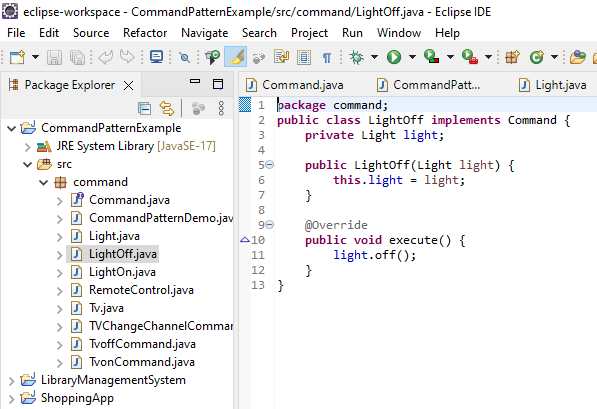 eclipse-workspace - CommandPatternExample/src/command/LightOff.java - Eclipse IDE
File Edit Source Refactor Navigate Search Project Run Window Help
Package Explorer
CommandPatternExample
JRE System Library [JavaSE-17]
src
command
Command.java
CommandPatternDemo.jav
Light.java
LightOff.java
LightOn.java
RemoteControl.java
Tv.java
TVChangeChannelComman
TvoffCommand.java
TvonCommand.java
LibraryManagementSystem
ShoppingApp
Command.java CommandPatt... Light.java
1 package command;
2 public class LightOff implements Command {
3 private Light light;
4
5 public LightOff(Light light) {
6 this.light = light;
7 }
8
9 @Override
10 public void execute() {
11 light.off();
12 }
13 }